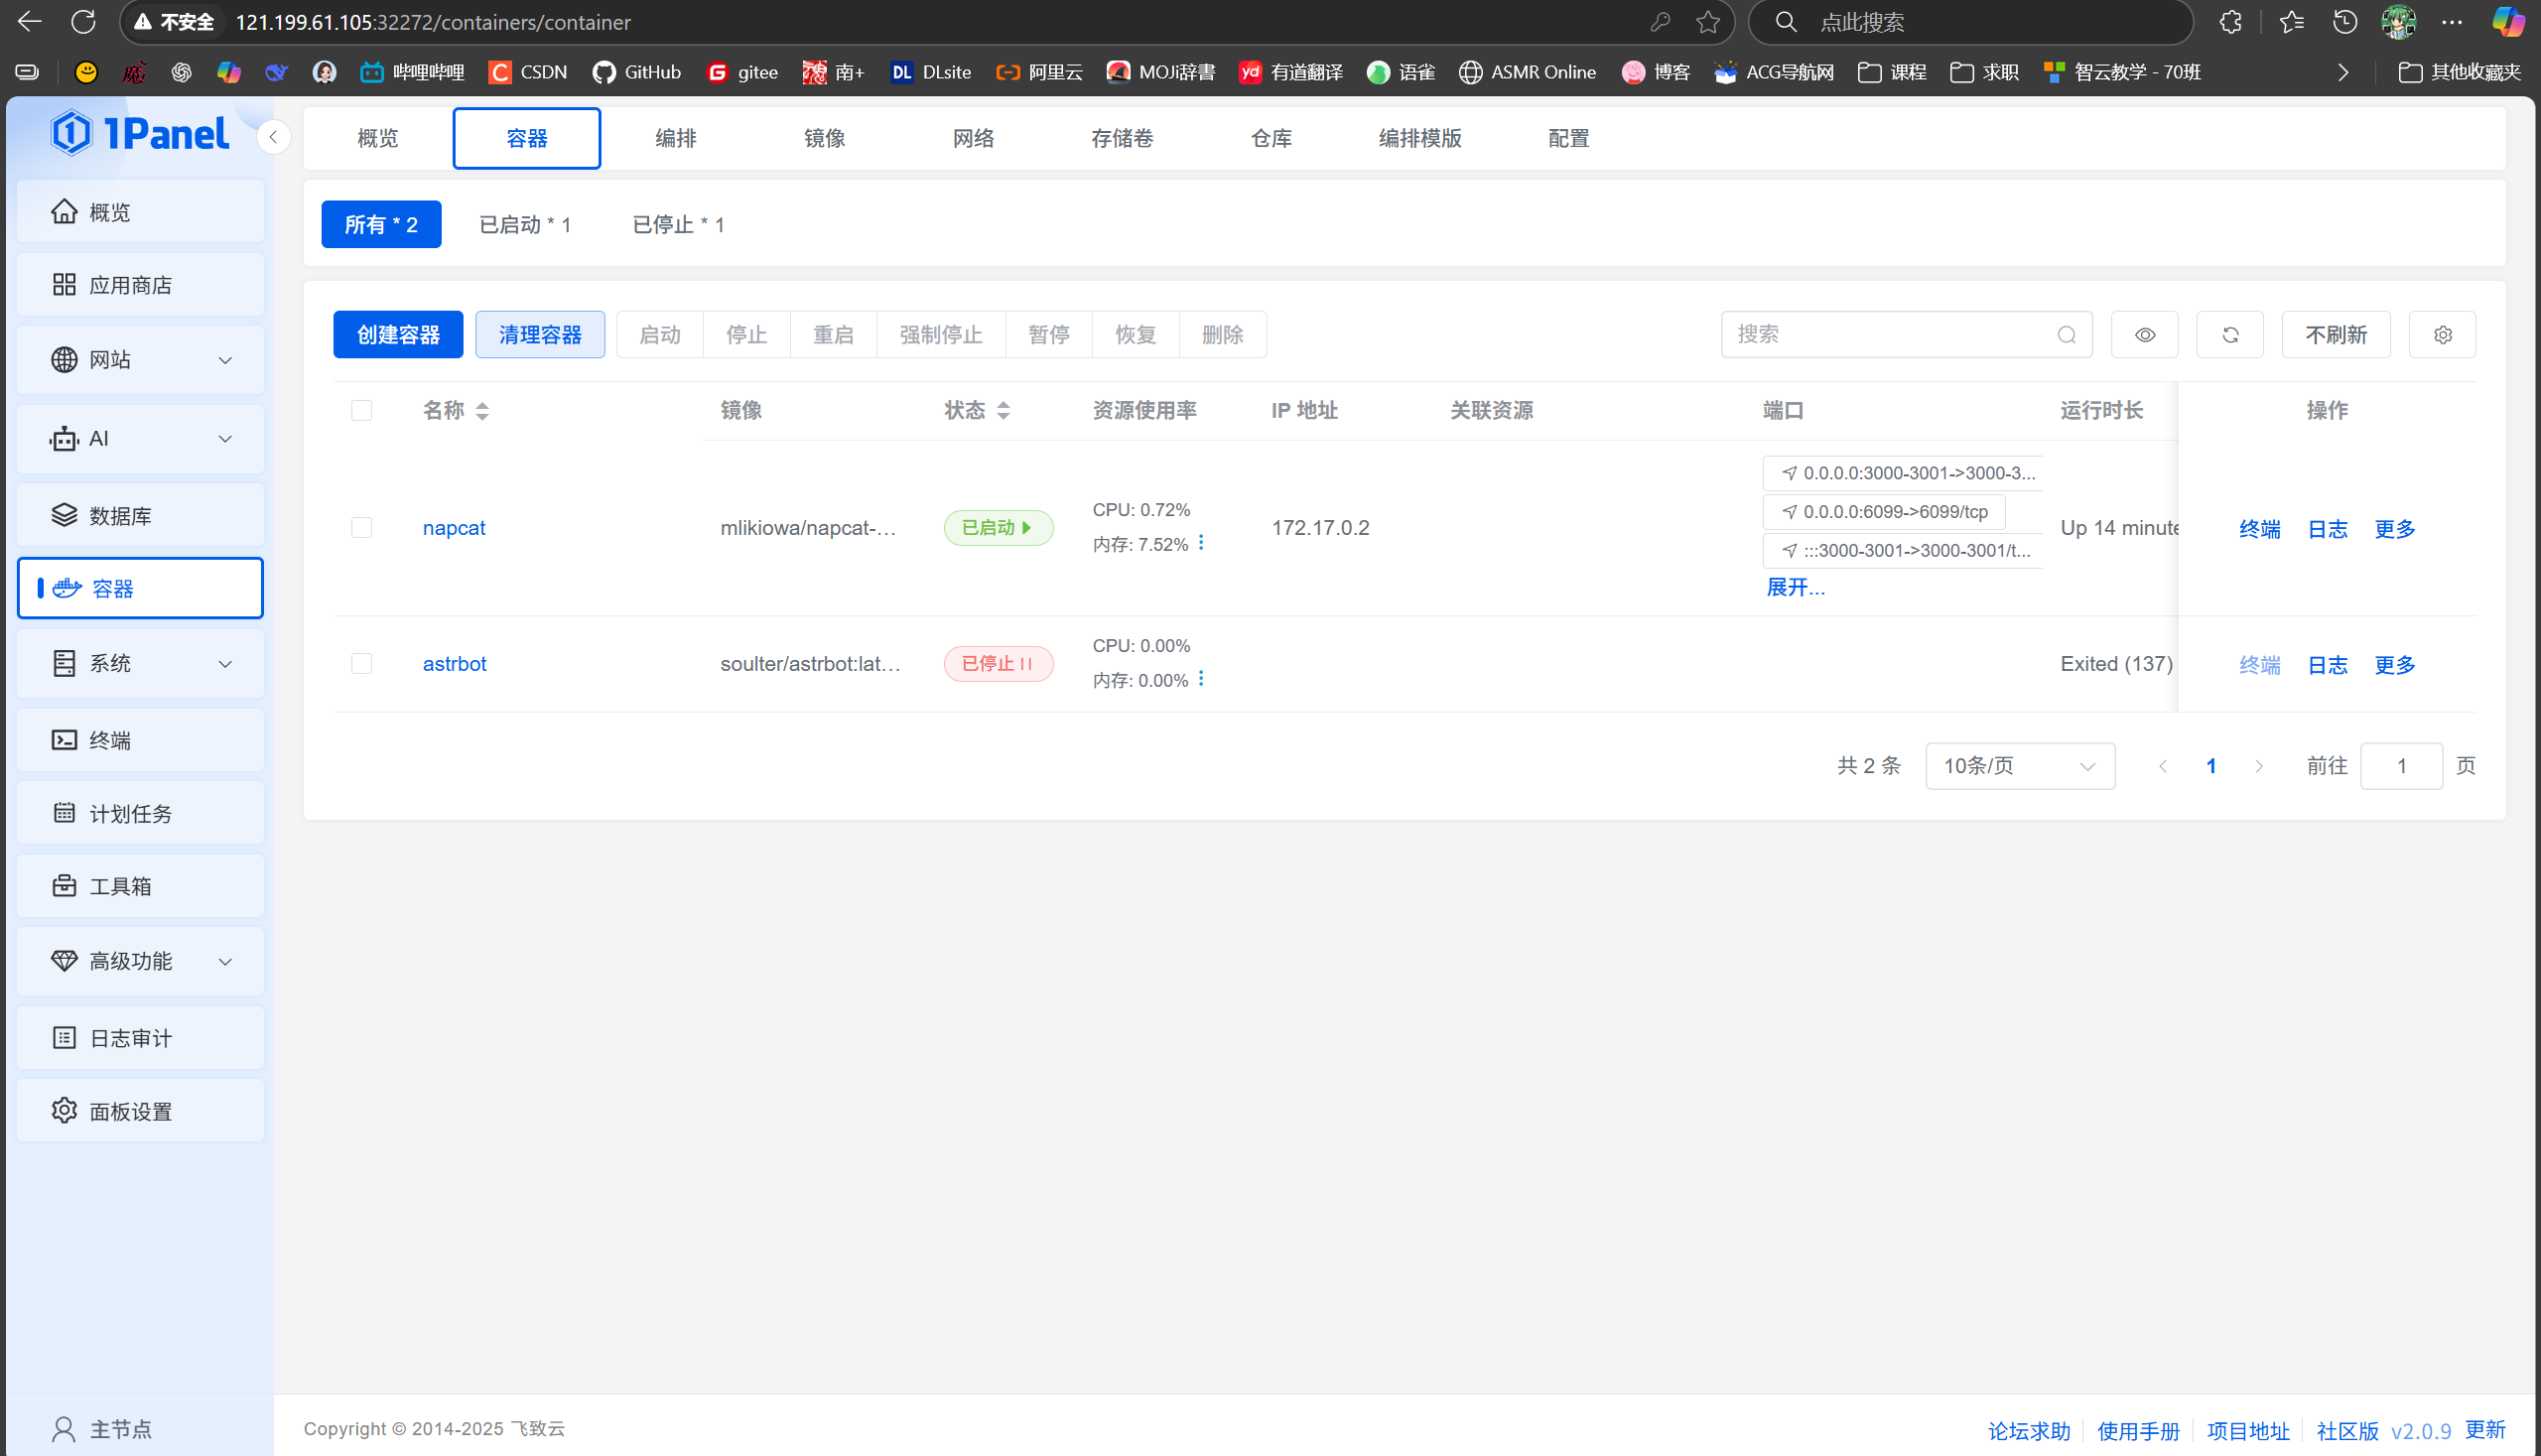 不安全 121.199.61.105:32272/containers/container 点此搜索
哔哩哔哩 CSDN GitHub gitee 南+ DLsite 阿里云 MOJi辞書 有道翻译 语雀 ASMR Online 博客 ACG导航网 课程 求职 智云教学 - 70班 其他收藏夹
1Panel
概览 容器 编排 镜像 网络 存储卷 仓库 编排模版 配置
概览
应用商店
网站
AI
数据库
容器
系统
终端
计划任务
工具箱
高级功能
日志审计
面板设置
主节点
所有 * 2 已启动 * 1 已停止 * 1
创建容器 清理容器 启动 停止 重启 强制停止 暂停 恢复 删除 搜索 不刷新
名称 镜像 状态 资源使用率 IP 地址 关联资源 端口 运行时长 操作
napcat mlikiowa/napcat-... 已启动 CPU: 0.72% 内存: 7.52% 172.17.0.2
0.0.0.0:3000-3001->3000-3...
0.0.0.0:6099->6099/tcp
:::3000-3001->3000-3001/t...
展开...
Up 14 minute 终端 日志 更多
astrbot soulter/astrbot:lat... 已停止 CPU: 0.00% 内存: 0.00% Exited (137) 终端 日志 更多
共 2 条 10条/页 1 前往 1 页
Copyright © 2014-2025 飞致云 论坛求助 使用手册 项目地址 社区版 v2.0.9 更新